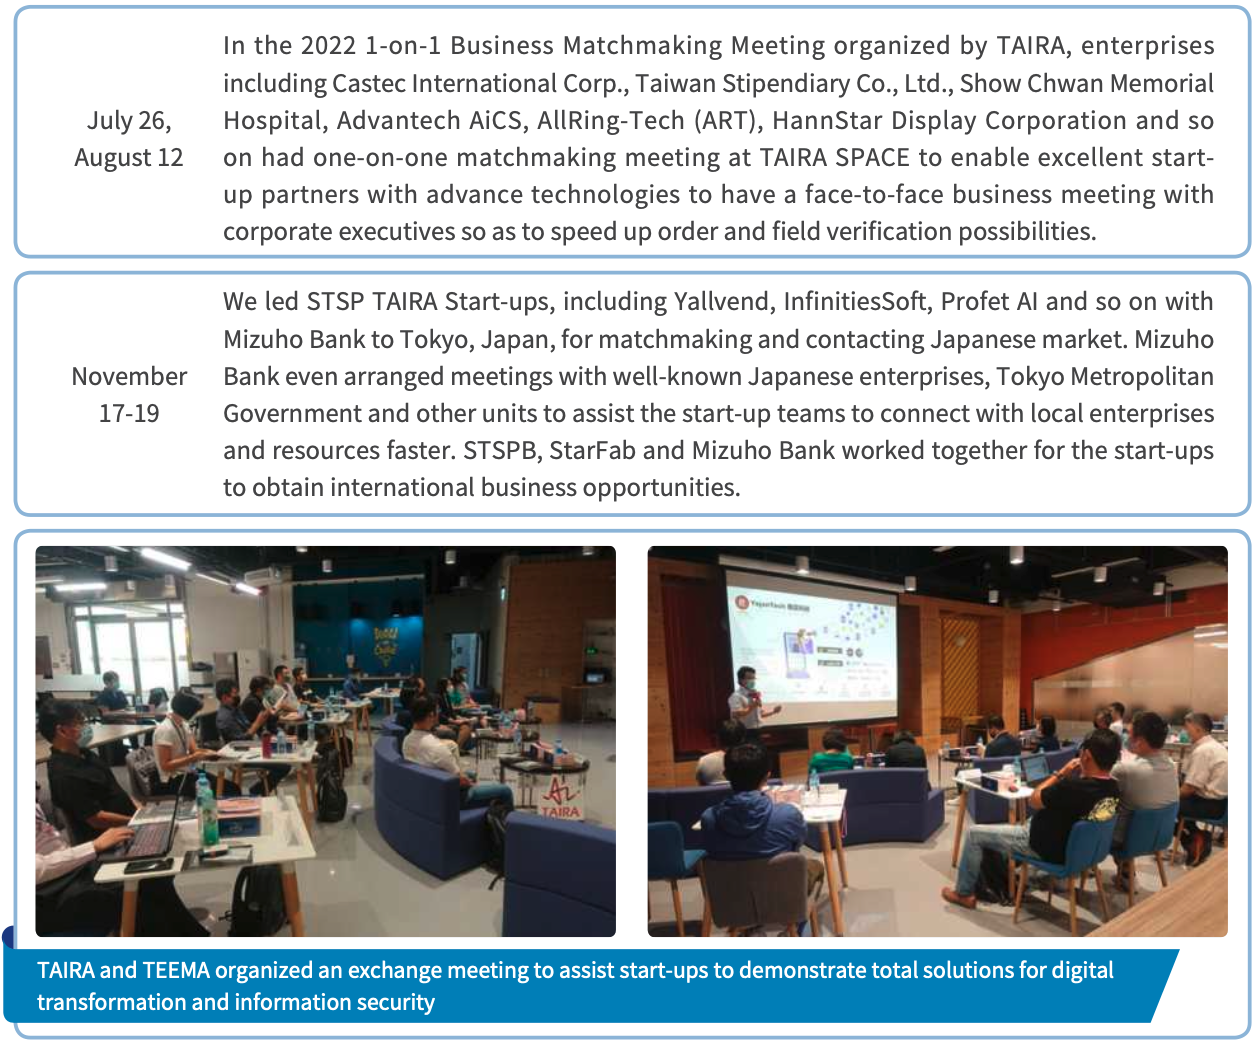 In the 2022 1-on-1 Business Matchmaking Meeting organized by TAIRA, enterprises
including Castec International Corp., Taiwan Stipendiary Co., Ltd., Show Chwan Memorial
July 26,
Hospital, Advantech AiCS, AllRing-Tech (ART), HannStar Display Corporation and so
August 12
on had one-on-one matchmaking meeting at TAIRA SPACE to enable excellent start-
up partners with advance technologies to have a face-to-face business meeting with
corporate executives so as to speed up order and field verification possibilities.
We led STSP TAIRA Start-ups, including Yallvend, InfinitiesSoft, Profet AI and so on with
Mizuho Bank to Tokyo, Japan, for matchmaking and contacting Japanese market. Mizuho
November
Bank even arranged meetings with well-known Japanese enterprises, Tokyo Metropolitan
17-19
Government and other units to assist the start-up teams to connect with local enterprises
and resources faster. STSPB, StarFab and Mizuho Bank worked together for the start-ups
to obtain international business opportunities.
TAIRA
TAIRA and TEEMA organized an exchange meeting to assist start-ups to demonstrate total solutions for digital
transformation and information security